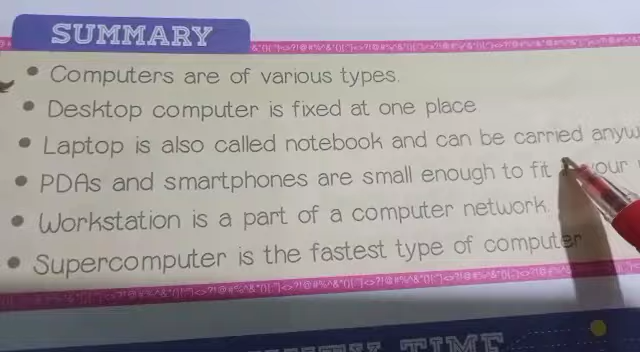 SUMMARY
Computers are of various types.
Desktop computer is fixed at one place
Laptop is also called notebook and can be carried
PDAs and smartphones are small enough to fit
Workstation is a part of a computer network.
Supercomputer is the fastest type of computer
TIME